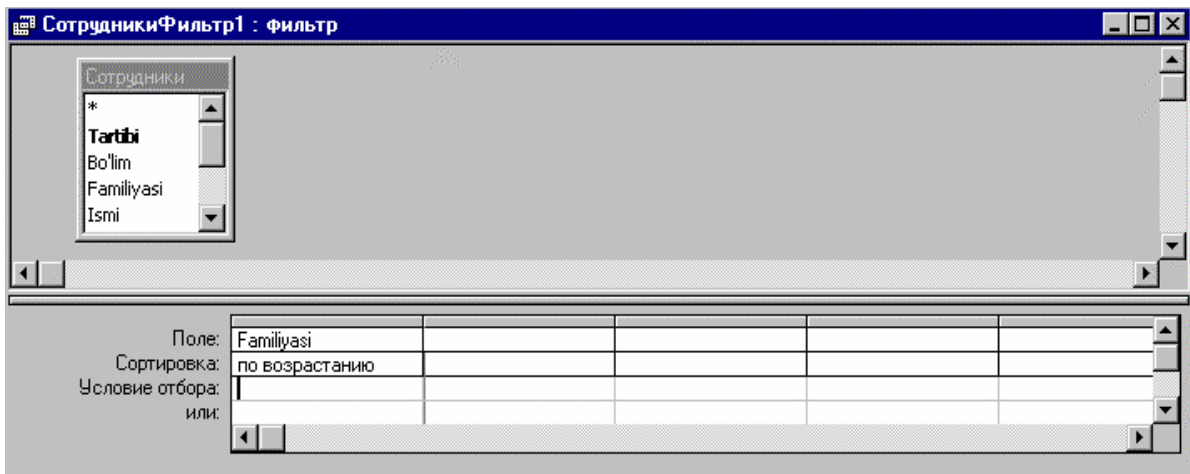 СотрудникиФильтр1 : фильтр
Сотрудники
*
Tartibi
Bo'lim
Familiyasi
Ismi
Поле: Familiyasi
Сортировка: по возрастанию
Условие отбора:
или: